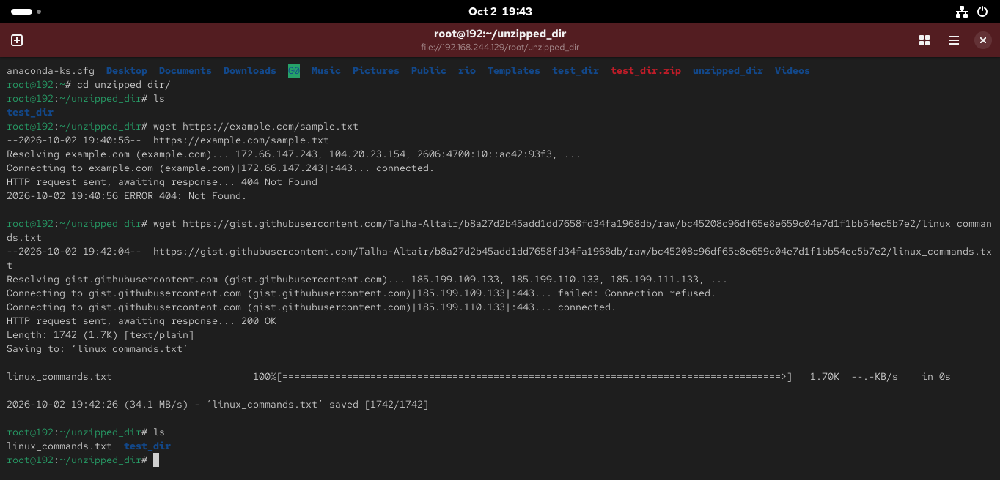 Oct 2 19:43
root@192:~/unzipped_dir
file://192.168.244.129/root/unzipped_dir
anaconda-ks.cfg  Desktop  Documents  Downloads  G0  Music  Pictures  Public  rio  Templates  test_dir  test_dir.zip  unzipped_dir  Videos
root@192:~# cd unzipped_dir/
root@192:~/unzipped_dir# ls
test_dir
root@192:~/unzipped_dir# wget https://example.com/sample.txt
--2026-10-02 19:40:56--  https://example.com/sample.txt
Resolving example.com (example.com)... 172.66.147.243, 104.20.23.154, 2606:4700:10::ac42:93f3, ...
Connecting to example.com (example.com)|172.66.147.243|:443... connected.
HTTP request sent, awaiting response... 404 Not Found
2026-10-02 19:40:56 ERROR 404: Not Found.
root@192:~/unzipped_dir# wget https://gist.githubusercontent.com/Talha-Altair/b8a27d2b45add1dd7658fd34fa1968db/raw/bc45208c96df65e8e659c04e7d1f1bb54ec5b7e2/linux_comman
ds.txt
--2026-10-02 19:42:04--  https://gist.githubusercontent.com/Talha-Altair/b8a27d2b45add1dd7658fd34fa1968db/raw/bc45208c96df65e8e659c04e7d1f1bb54ec5b7e2/linux_commands.tx
t
Resolving gist.githubusercontent.com (gist.githubusercontent.com)... 185.199.109.133, 185.199.110.133, 185.199.111.133, ...
Connecting to gist.githubusercontent.com (gist.githubusercontent.com)|185.199.109.133|:443... failed: Connection refused.
Connecting to gist.githubusercontent.com (gist.githubusercontent.com)|185.199.110.133|:443... connected.
HTTP request sent, awaiting response... 200 OK
Length: 1742 (1.7K) [text/plain]
Saving to: ‘linux_commands.txt’
linux_commands.txt                        100%[=====================================================================================>]   1.70K  --.-KB/s    in 0s
2026-10-02 19:42:26 (34.1 MB/s) - ‘linux_commands.txt’ saved [1742/1742]
root@192:~/unzipped_dir# ls
linux_commands.txt  test_dir
root@192:~/unzipped_dir#